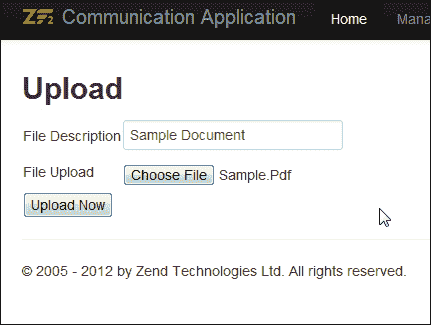 ZF2 Communication Application Home Mana
Upload
File Description Sample Document
File Upload Choose File Sample.Pdf
Upload Now
© 2005 - 2012 by Zend Technologies Ltd. All rights reserved.